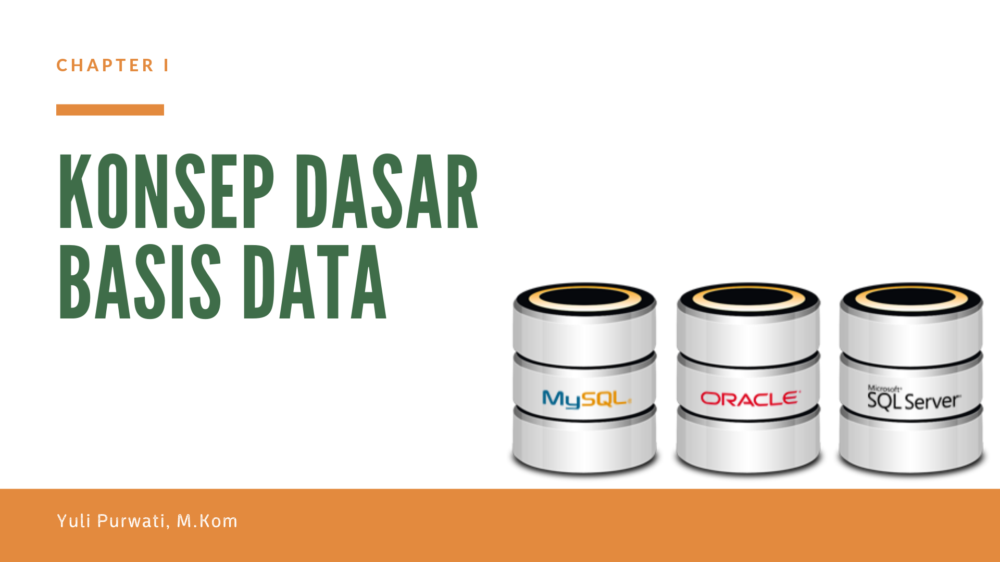 CHAPTER I
KONSEP DASAR
BASIS DATA
MySQL®
ORACLE®
Microsoft®
SQL Server®
Yuli Purwati, M.Kom